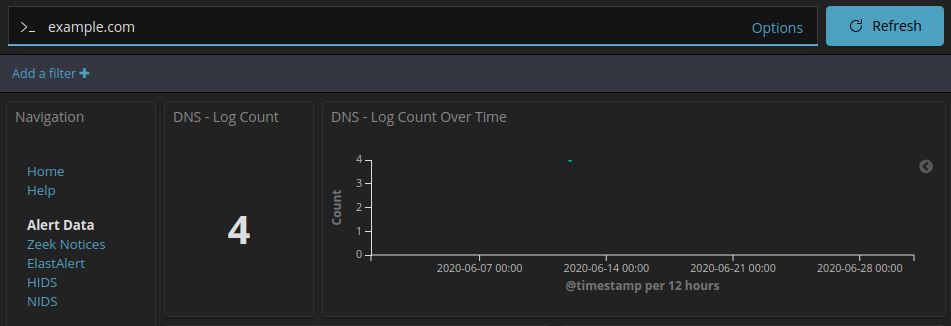 >_ example.com
Options
Refresh
Add a filter +
Navigation
Home
Help
Alert Data
Zeek Notices
ElastAlert
HIDS
NIDS
DNS - Log Count
4
DNS - Log Count Over Time
Count
4
3
2
1
0
2020-06-07 00:00
2020-06-14 00:00
2020-06-21 00:00
2020-06-28 00:00
@timestamp per 12 hours